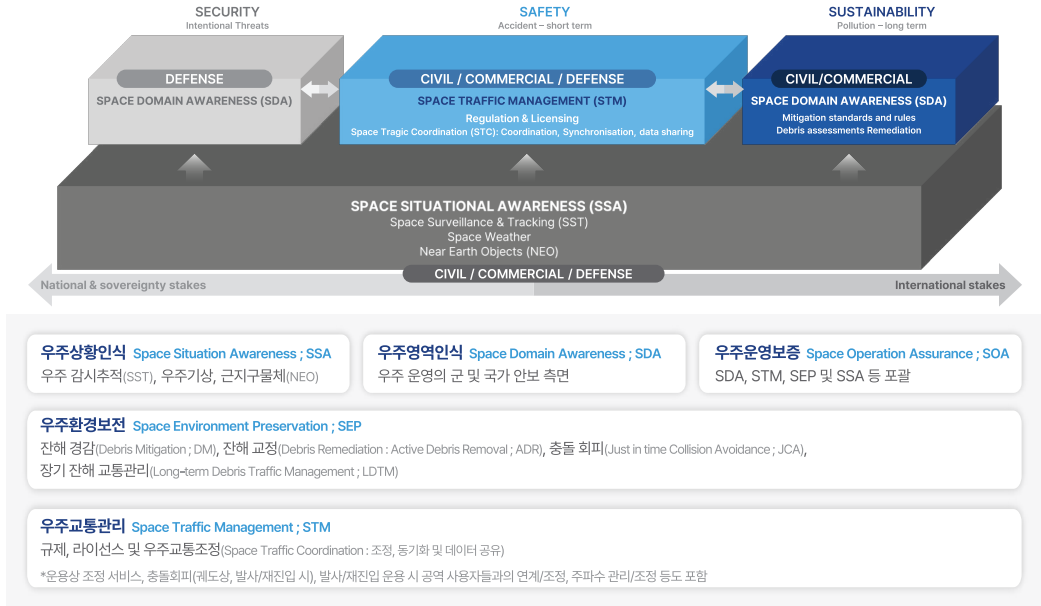 SECURITY
Intentional Threats
SAFETY
Accident – short term
SUSTAINABILITY
Pollution – long term
DEFENSE
SPACE DOMAIN AWARENESS (SDA)
CIVIL / COMMERCIAL / DEFENSE
SPACE TRAFFIC MANAGEMENT (STM)
Regulation & Licensing
Space Tragic Coordination (STC): Coordination, Synchronisation, data sharing
CIVIL/COMMERCIAL
SPACE DOMAIN AWARENESS (SDA)
Mitigation standards and rules
Debris assessments Remediation
SPACE SITUATIONAL AWARENESS (SSA)
Space Surveillance & Tracking (SST)
Space Weather
Near Earth Objects (NEO)
CIVIL / COMMERCIAL / DEFENSE
National & sovereignty stakes
International stakes
우주상황인식 Space Situation Awareness ; SSA
우주 감시추적(SST), 우주기상, 근지구물체(NEO)
우주영역인식 Space Domain Awareness ; SDA
우주 운영의 군 및 국가 안보 측면
우주운영보증 Space Operation Assurance ; SOA
SDA, STM, SEP 및 SSA 등 포괄
우주환경보전 Space Environment Preservation ; SEP
잔해 경감(Debris Mitigation ; DM), 잔해 교정(Debris Remediation : Active Debris Removal ; ADR), 충돌 회피(Just in time Collision Avoidance ; JCA),
장기 잔해 교통관리(Long-term Debris Traffic Management ; LDTM)
우주교통관리 Space Traffic Management ; STM
규제, 라이선스 및 우주교통조정(Space Traffic Coordination : 조정, 동기화 및 데이터 공유)
*운용상 조정 서비스, 충돌회피(궤도상, 발사/재진입 시), 발사/재진입 운용 시 공역 사용자들과의 연계/조정, 주파수 관리/조정 등도 포함